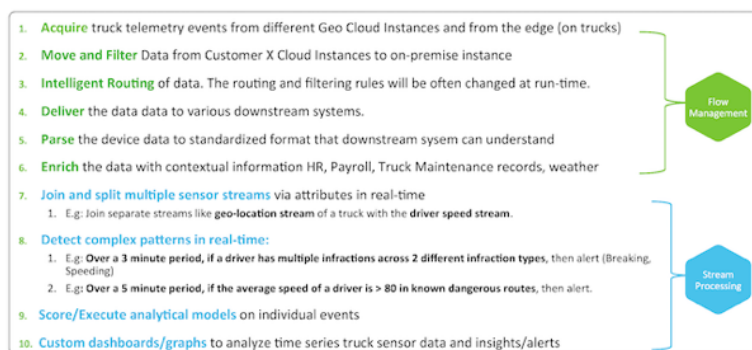 1. Acquire truck telemetry events from different Geo Cloud Instances and from the edge (on trucks)
2. Move and Filter Data from Customer X Cloud Instances to on-premise instance
3. Intelligent Routing of data. The routing and filtering rules will be often changed at run-time.
4. Deliver the data data to various downstream systems.
5. Parse the device data to standardized format that downstream sysem can understand
6. Enrich the data with contextual information HR, Payroll, Truck Maintenance records, weather
Flow
Management
7. Join and split multiple sensor streams via attributes in real-time
1. E.g: Join separate streams like geo-location stream of a truck with the driver speed stream.
8. Detect complex patterns in real-time:
1. E.g: Over a 3 minute period, if a driver has multiple infractions across 2 different infraction types, then alert (Breaking,
Speeding)
2. E.g: Over a 5 minute period, if the average speed of a driver is > 80 in known dangerous routes, then alert.
9. Score/Execute analytical models on individual events
10. Custom dashboards/graphs to analyze time series truck sensor data and insights/alerts
Stream
Processing